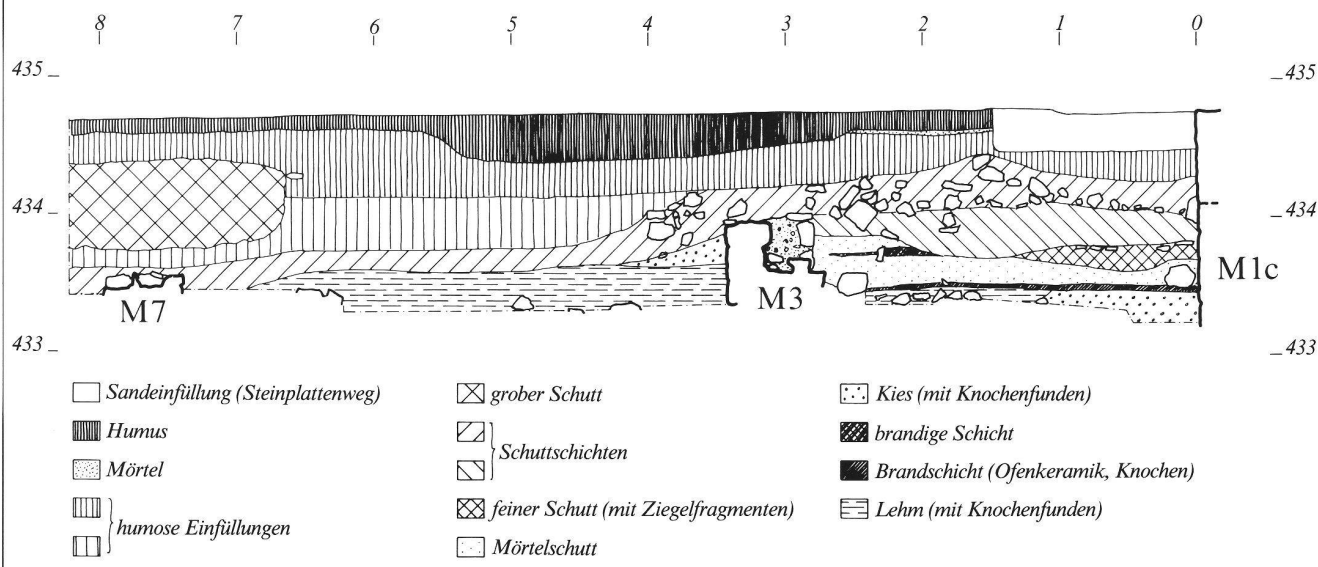 8 7 6 5 4 3 2 1 0
435 435
434 434
M1c
M7 M3
433 433
Sandeinfüllung (Steinplattenweg)
Humus
Mörtel
humose Einfüllungen
grober Schutt
Schuttschichten
feiner Schutt (mit Ziegelfragmenten)
Mörtelschutt
Kies (mit Knochenfunden)
brandige Schicht
Brandschicht (Ofenkeramik, Knochen)
Lehm (mit Knochenfunden)